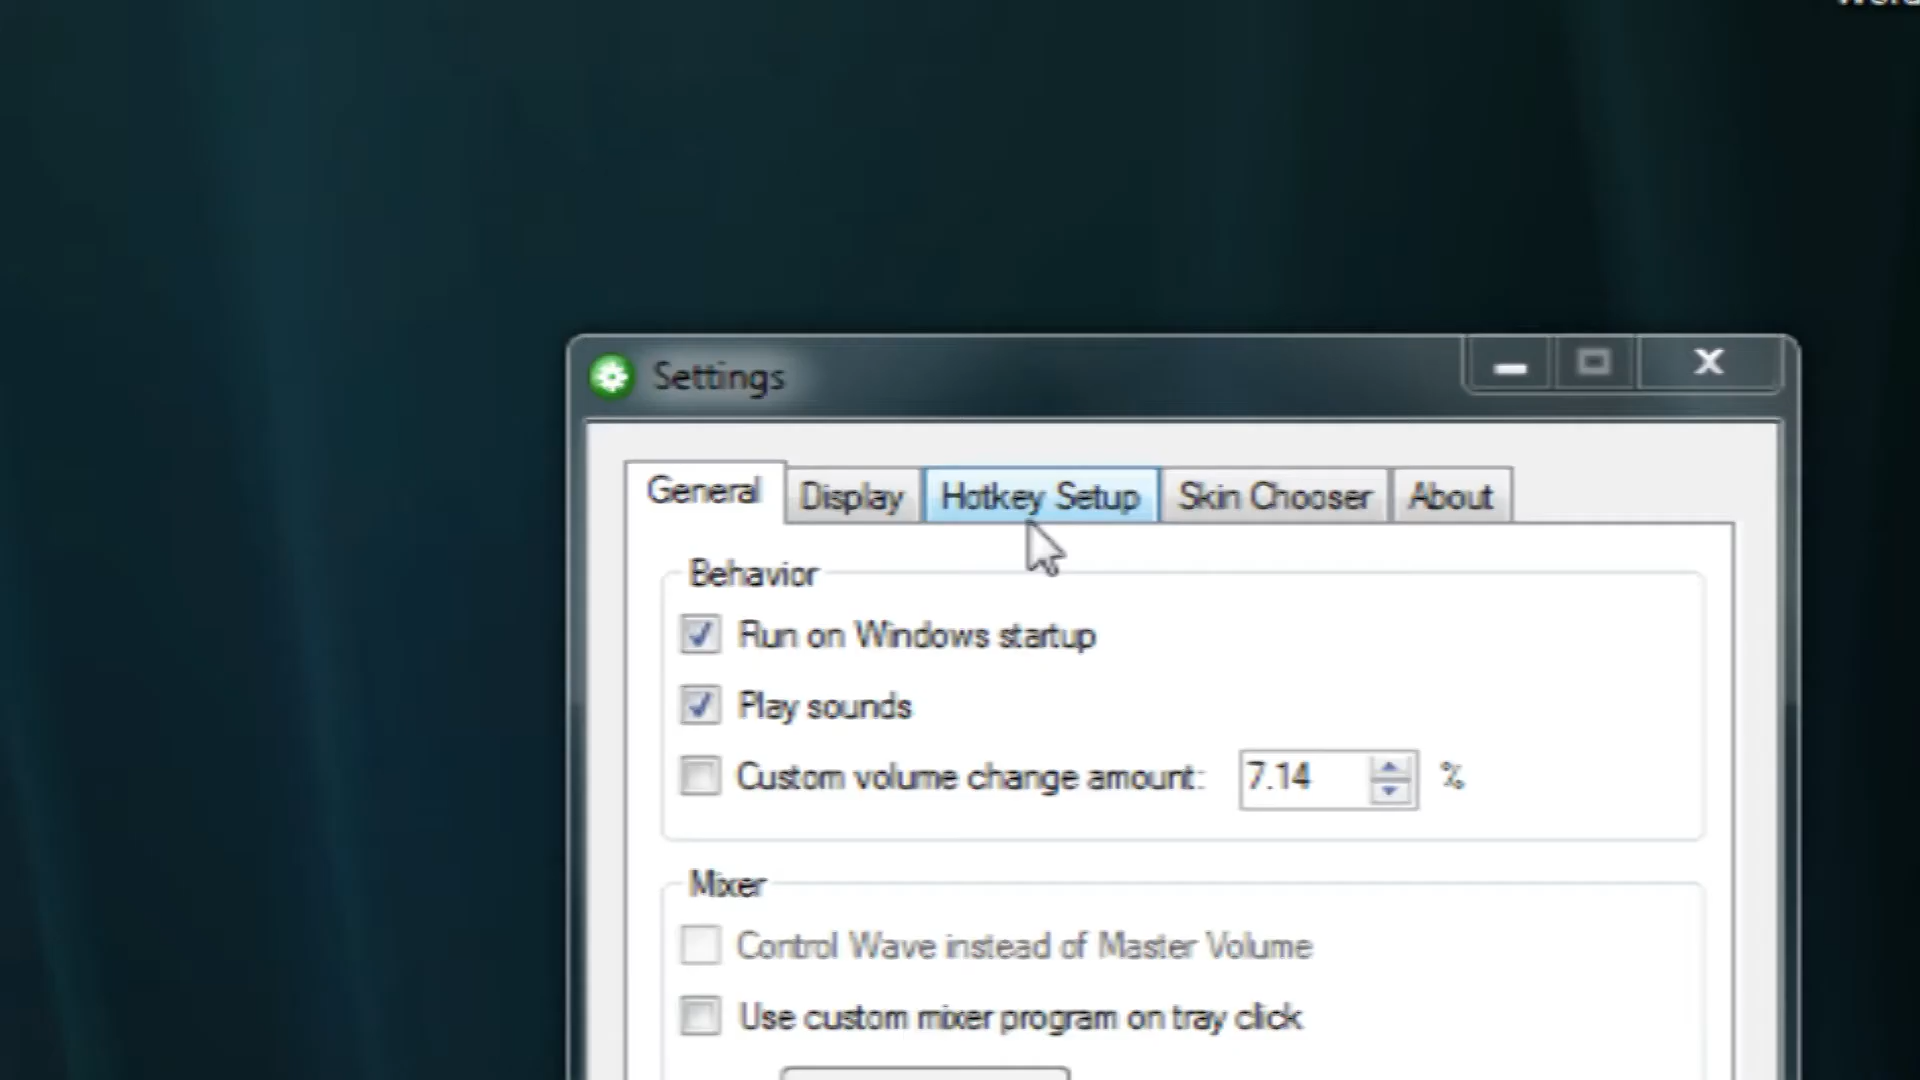 Settings
General Display Hotkey Setup Skin Chooser About
Behavior
Run on Windows startup
Play sounds
Custom volume change amount: 7.14 %
Mixer
Control Wave instead of Master Volume
Use custom mixer program on tray click